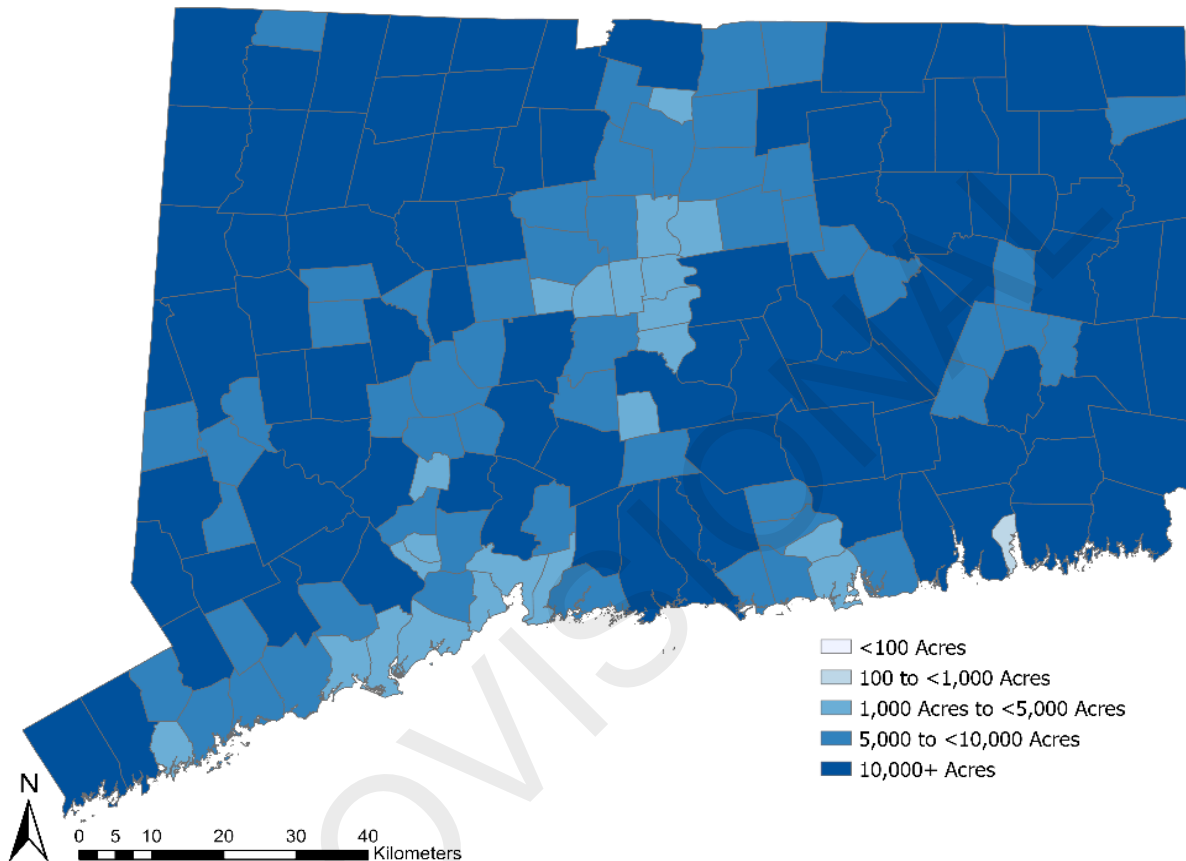 OVISIONAL
<100 Acres
100 to <1,000 Acres
1,000 Acres to <5,000 Acres
5,000 to <10,000 Acres
10,000+ Acres
N
0 5 10 20 30 40
Kilometers